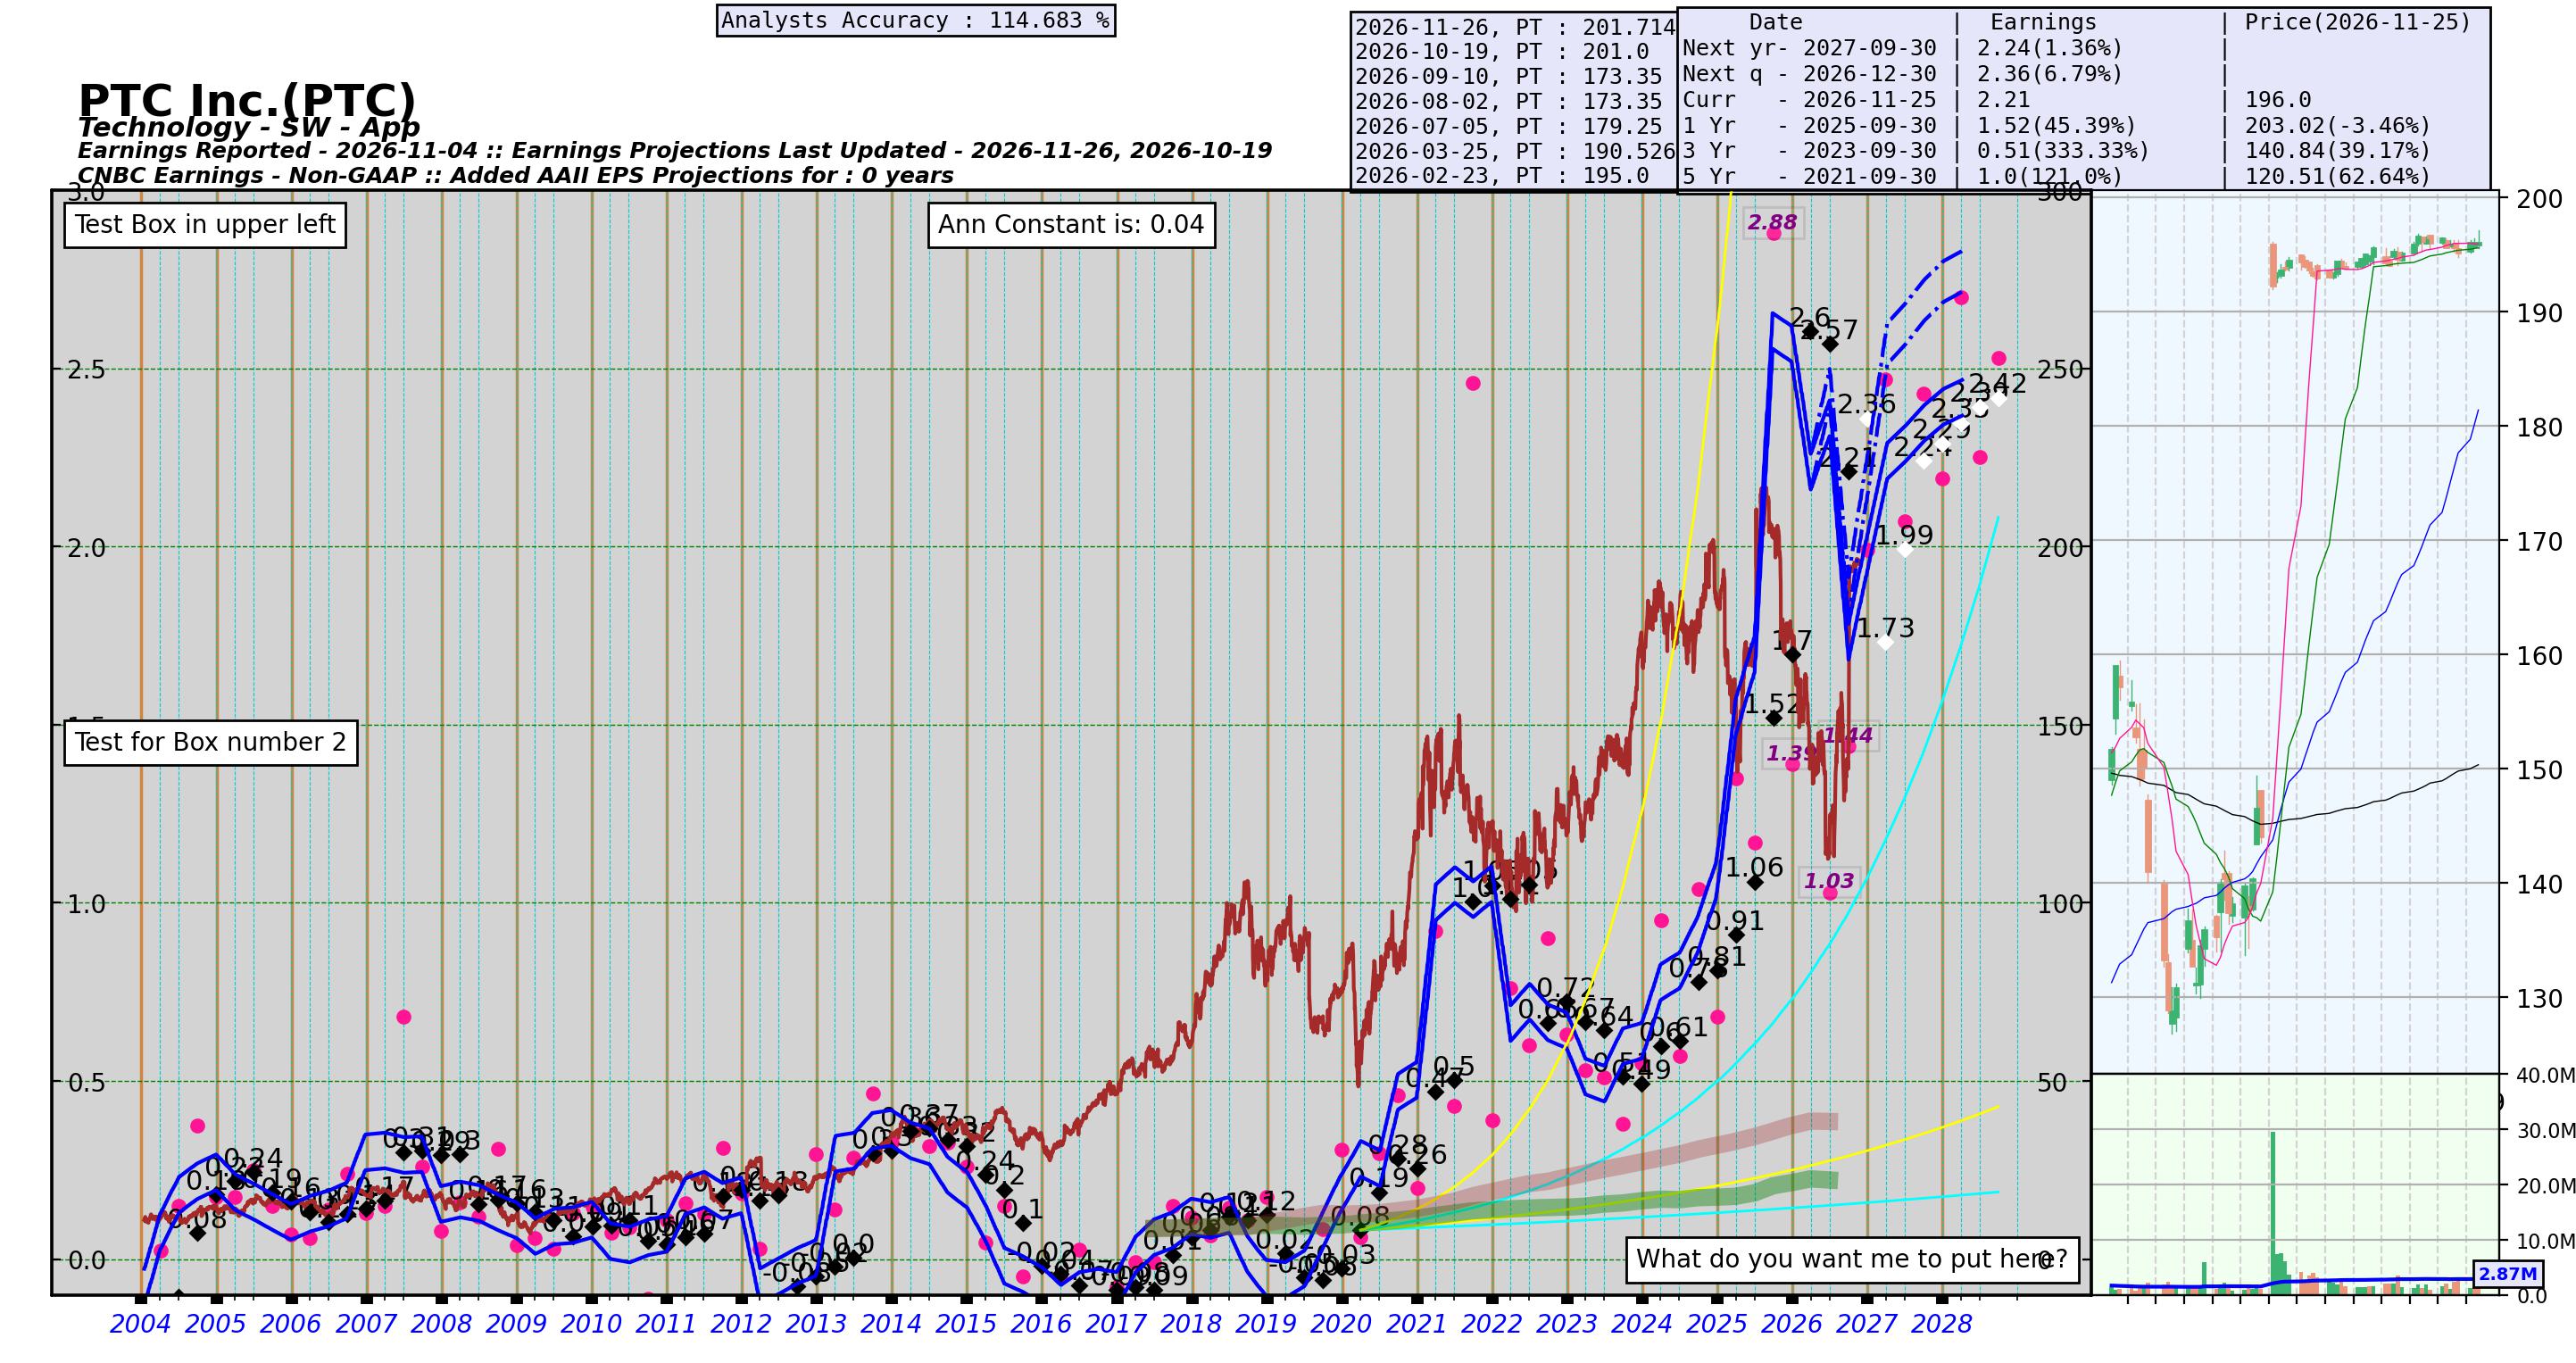 Analysts Accuracy : 114.683 %
PTC Inc.(PTC)
Technology - SW - App
Earnings Reported - 2026-11-04 :: Earnings Projections Last Updated - 2026-11-26, 2026-10-19
CNBC Earnings - Non-GAAP :: Added AAII EPS Projections for : 0 years
2026-11-26, PT : 201.714
2026-10-19, PT : 201.0
2026-09-10, PT : 173.35
2026-08-02, PT : 173.35
2026-07-05, PT : 179.25
2026-03-25, PT : 190.526
2026-02-23, PT : 195.0
Date | Earnings | Price(2026-11-25)
Next yr- 2027-09-30 | 2.24(1.36%) |
Next q - 2026-12-30 | 2.36(6.79%) |
Curr - 2026-11-25 | 2.21 | 196.0
1 Yr - 2025-09-30 | 1.52(45.39%) | 203.02(-3.46%)
3 Yr - 2023-09-30 | 0.51(333.33%) | 140.84(39.17%)
5 Yr - 2021-09-30 | 1.0(121.0%) | 120.51(62.64%)
Test Box in upper left
Ann Constant is: 0.04
Test for Box number 2
What do you want me to put here?
3.0
2.5
2.0
1.0
0.5
0.0
300
250
200
150
100
50
0
2.88
2.6
2.57
2.36
2.21
2.42
2.29
2.24
1.99
1.73
1.7
1.52
1.39
1.44
1.03
1.06
0.91
0.81
0.72
0.61
0.49
0.5
0.28
0.26
0.19
0.08
0.1
0.08
200
190
180
170
160
150
140
130
40.0M
30.0M
20.0M
10.0M
0.0
2.87M
2004 2005 2006 2007 2008 2009 2010 2011 2012 2013 2014 2015 2016 2017 2018 2019 2020 2021 2022 2023 2024 2025 2026 2027 2028